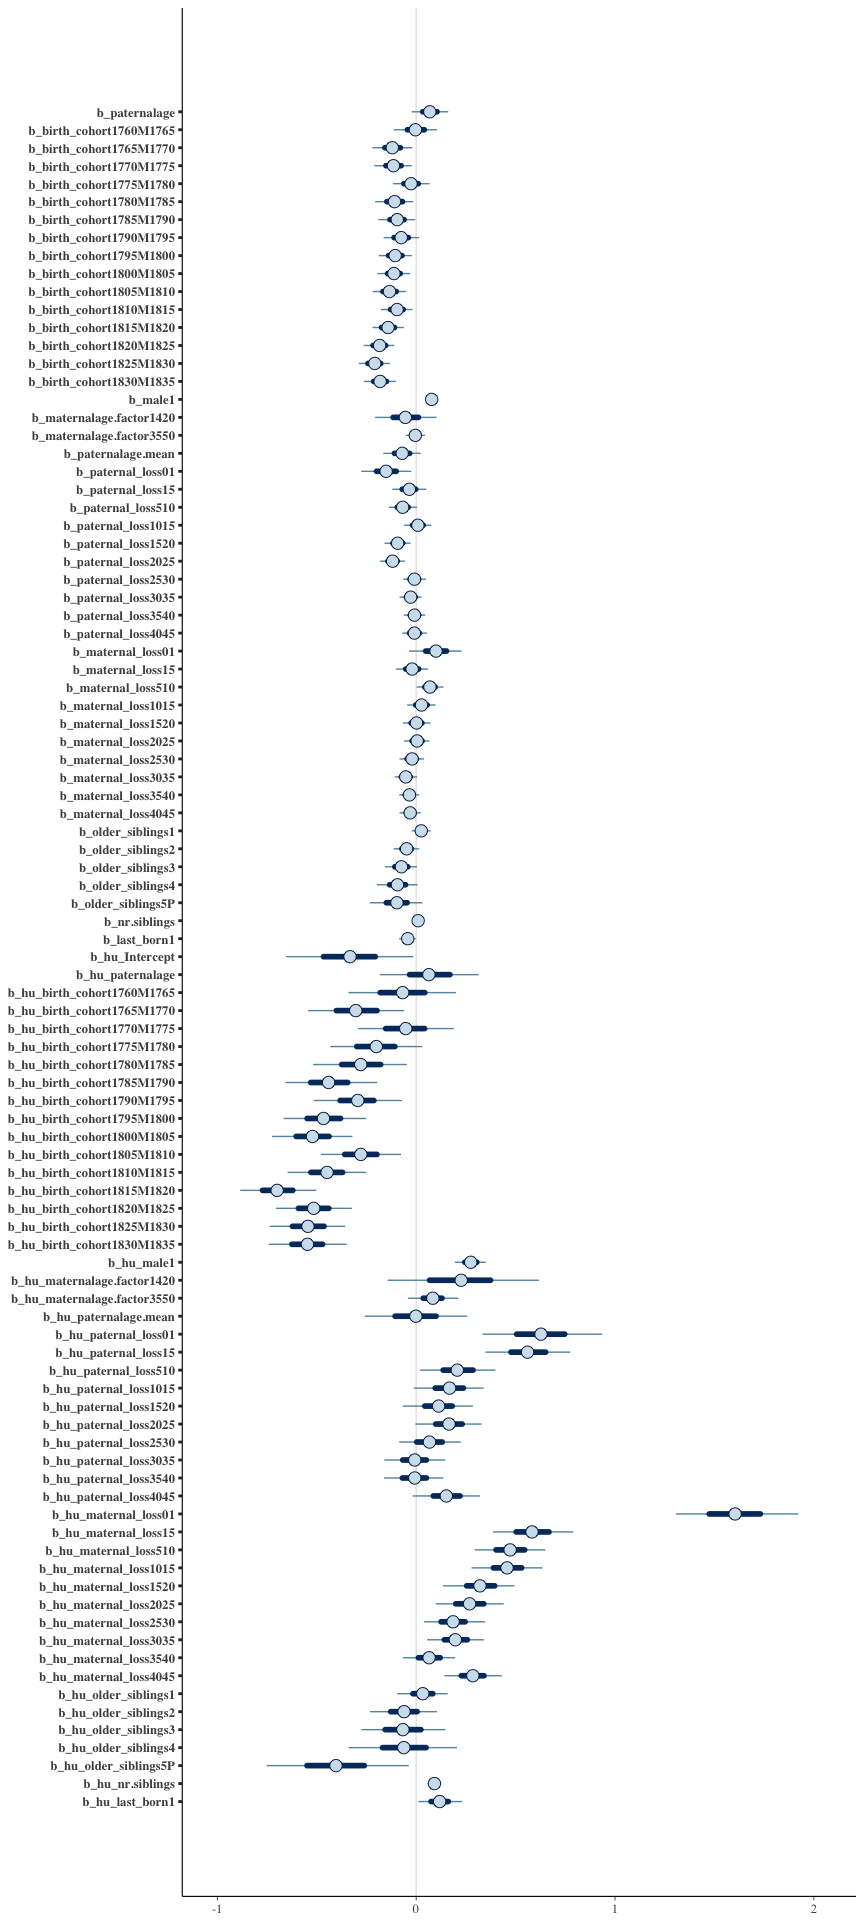 b_paternalage
b_birth_cohort1760M1765
b_birth_cohort1765M1770
b_birth_cohort1770M1775
b_birth_cohort1775M1780
b_birth_cohort1780M1785
b_birth_cohort1785M1790
b_birth_cohort1790M1795
b_birth_cohort1795M1800
b_birth_cohort1800M1805
b_birth_cohort1805M1810
b_birth_cohort1810M1815
b_birth_cohort1815M1820
b_birth_cohort1820M1825
b_birth_cohort1825M1830
b_birth_cohort1830M1835
b_male1
b_maternalage.factor1420
b_maternalage.factor3550
b_paternalage.mean
b_paternal_loss01
b_paternal_loss15
b_paternal_loss510
b_paternal_loss1015
b_paternal_loss1520
b_paternal_loss2025
b_paternal_loss2530
b_paternal_loss3035
b_paternal_loss3540
b_paternal_loss4045
b_maternal_loss01
b_maternal_loss15
b_maternal_loss510
b_maternal_loss1015
b_maternal_loss1520
b_maternal_loss2025
b_maternal_loss2530
b_maternal_loss3035
b_maternal_loss3540
b_maternal_loss4045
b_older_siblings1
b_older_siblings2
b_older_siblings3
b_older_siblings4
b_older_siblings5P
b_nr.siblings
b_last_born1
b_hu_Intercept
b_hu_paternalage
b_hu_birth_cohort1760M1765
b_hu_birth_cohort1765M1770
b_hu_birth_cohort1770M1775
b_hu_birth_cohort1775M1780
b_hu_birth_cohort1780M1785
b_hu_birth_cohort1785M1790
b_hu_birth_cohort1790M1795
b_hu_birth_cohort1795M1800
b_hu_birth_cohort1800M1805
b_hu_birth_cohort1805M1810
b_hu_birth_cohort1810M1815
b_hu_birth_cohort1815M1820
b_hu_birth_cohort1820M1825
b_hu_birth_cohort1825M1830
b_hu_birth_cohort1830M1835
b_hu_male1
b_hu_maternalage.factor1420
b_hu_maternalage.factor3550
b_hu_paternalage.mean
b_hu_paternal_loss01
b_hu_paternal_loss15
b_hu_paternal_loss510
b_hu_paternal_loss1015
b_hu_paternal_loss1520
b_hu_paternal_loss2025
b_hu_paternal_loss2530
b_hu_paternal_loss3035
b_hu_paternal_loss3540
b_hu_paternal_loss4045
b_hu_maternal_loss01
b_hu_maternal_loss15
b_hu_maternal_loss510
b_hu_maternal_loss1015
b_hu_maternal_loss1520
b_hu_maternal_loss2025
b_hu_maternal_loss2530
b_hu_maternal_loss3035
b_hu_maternal_loss3540
b_hu_maternal_loss4045
b_hu_older_siblings1
b_hu_older_siblings2
b_hu_older_siblings3
b_hu_older_siblings4
b_hu_older_siblings5P
b_hu_nr.siblings
b_hu_last_born1
-1 0 1 2